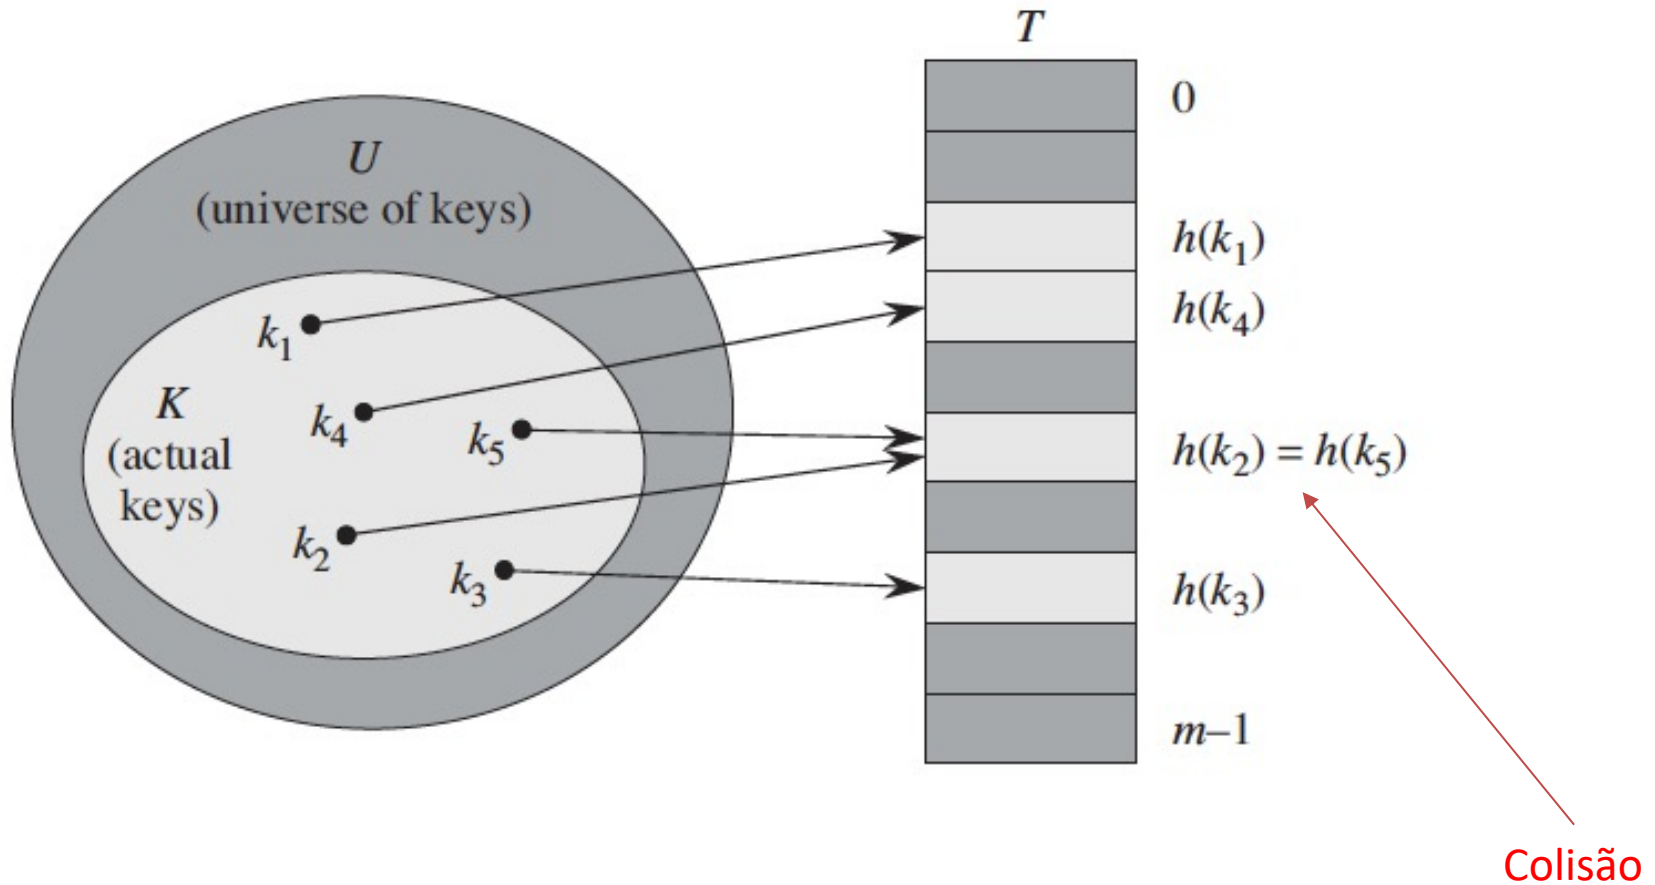 T
0
U
(universe of keys)
h(k₁)
h(k₄)
k₁
K
(actual
keys)
k₄
k₅
h(k₂) = h(k₅)
k₂
k₃
h(k₃)
m–1
Colisão